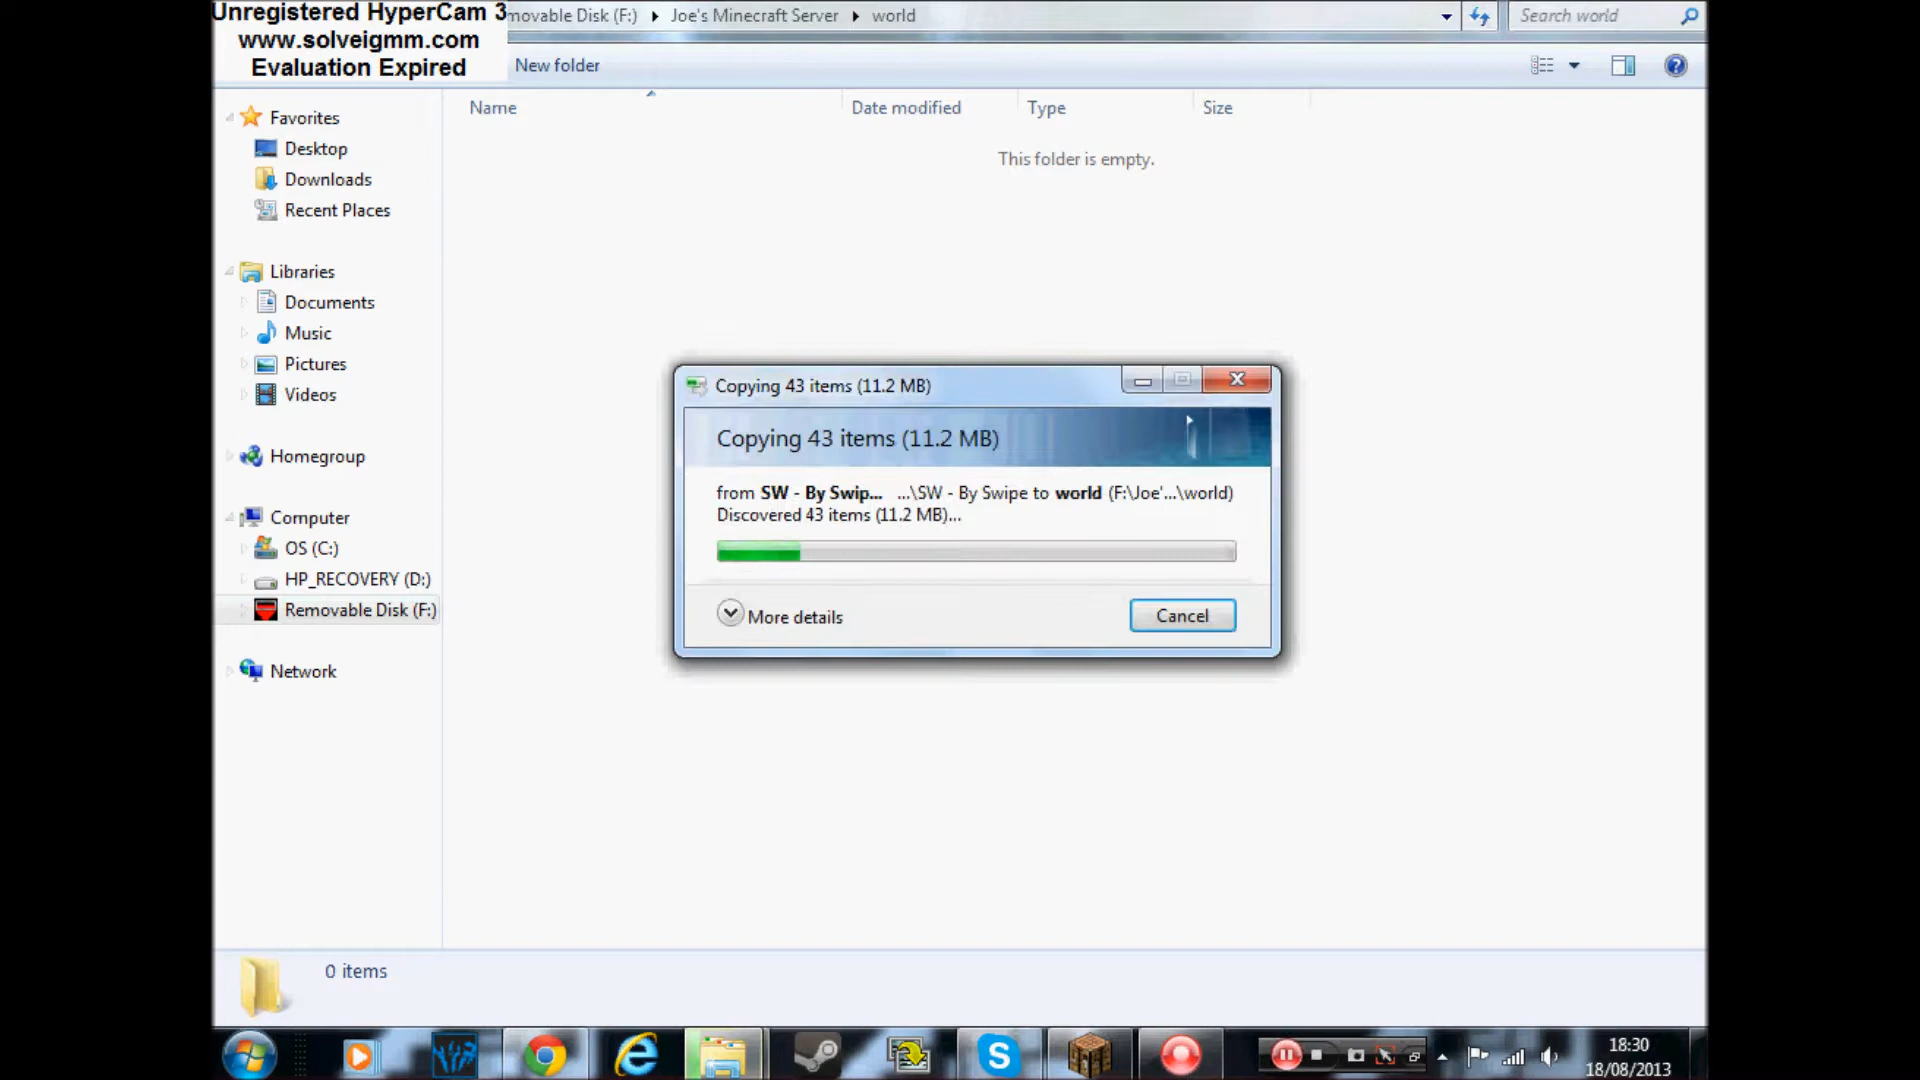 Unregistered HyperCam 3
www.solveigmm.com
Evaluation Expired
movable Disk (F:) Joe's Minecraft Server world
Search world
New folder
Name Date modified Type Size
This folder is empty.
Favorites
Desktop
Downloads
Recent Places
Libraries
Documents
Music
Pictures
Videos
Homegroup
Computer
OS (C:)
HP_RECOVERY (D:)
Removable Disk (F:)
Network
Copying 43 items (11.2 MB)
Copying 43 items (11.2 MB)
from SW - By Swip... ...\SW - By Swipe to world (F:\Joe'...\world)
Discovered 43 items (11.2 MB)...
More details
Cancel
0 items
18:30
18/08/2013